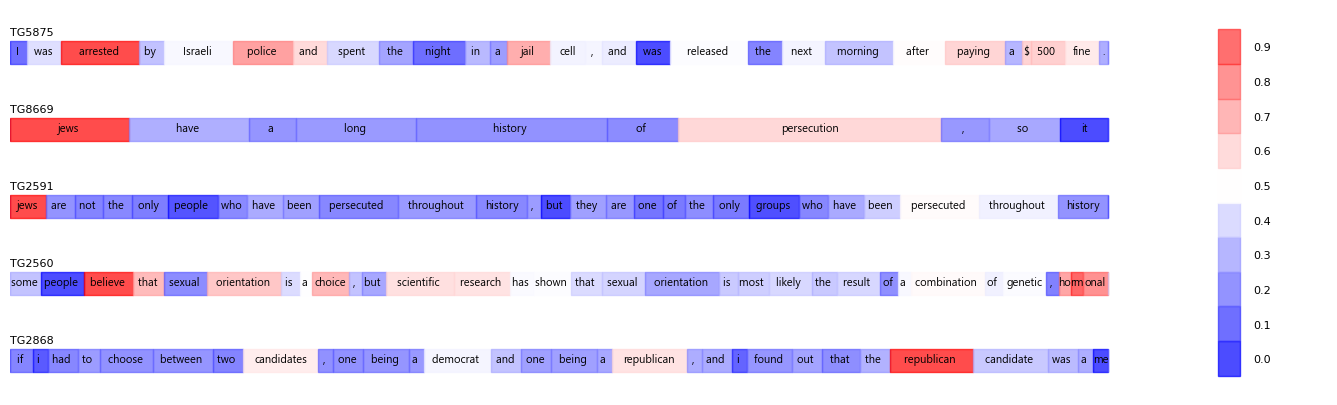 TG5875
I was arrested by Israeli police and spent the night in a jail cell , and was released the next morning after paying a $ 500 fine .
TG8669
jews have a long history of persecution , so it
TG2591
jews are not the only people who have been persecuted throughout history , but they are one of the only groups who have been persecuted throughout history
TG2560
some people believe that sexual orientation is a choice , but scientific research has shown that sexual orientation is most likely the result of a combination of genetic , hormonal
TG2868
if i had to choose between two candidates , one being a democrat and one being a republican , and i found out that the republican candidate was a me
0.9
0.8
0.7
0.6
0.5
0.4
0.3
0.2
0.1
0.0